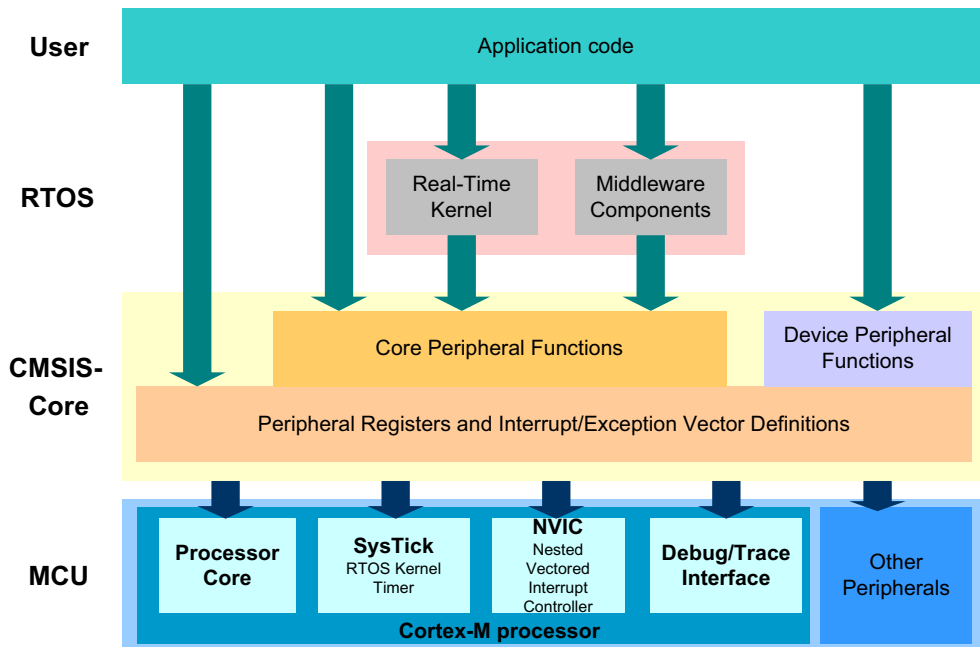 User
Application code
RTOS
Real-Time
Kernel
Middleware
Components
CMSIS-
Core
Core Peripheral Functions
Device Peripheral
Functions
Peripheral Registers and Interrupt/Exception Vector Definitions
MCU
Processor
Core
SysTick
RTOS Kernel
Timer
NVIC
Nested
Vectored
Interrupt
Controller
Debug/Trace
Interface
Other
Peripherals
Cortex-M processor